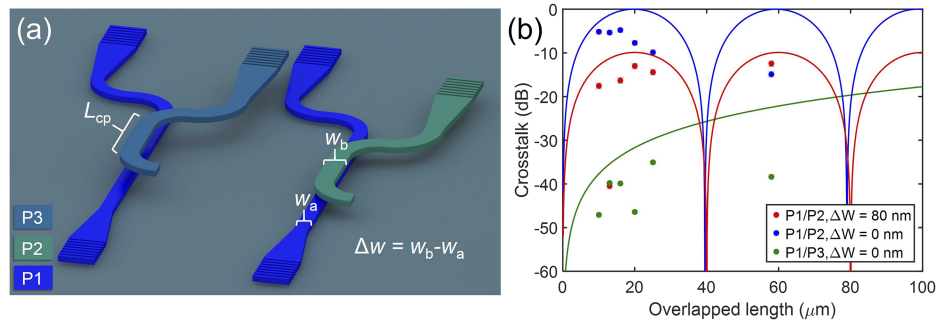 (a)
L_cp
w_b
w_a
Δw = w_b-w_a
P3
P2
P1
(b)
Crosstalk (dB)
0
-10
-20
-30
-40
-50
-60
P1/P2,ΔW = 80 nm
P1/P2,ΔW = 0 nm
P1/P3,ΔW = 0 nm
0 20 40 60 80 100
Overlapped length (μm)